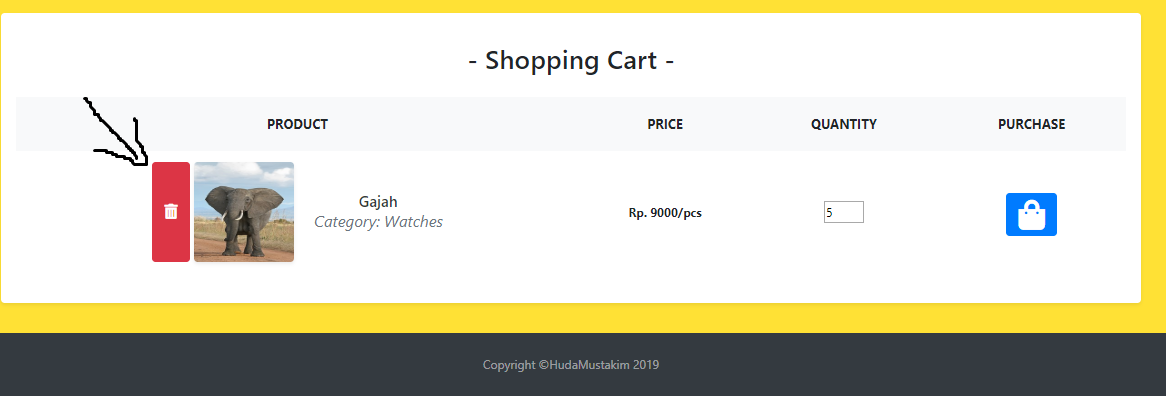 - Shopping Cart -
PRODUCT PRICE QUANTITY PURCHASE
Gajah
Category: Watches
Rp. 9000/pcs
5
Copyright ©HudaMustakim 2019